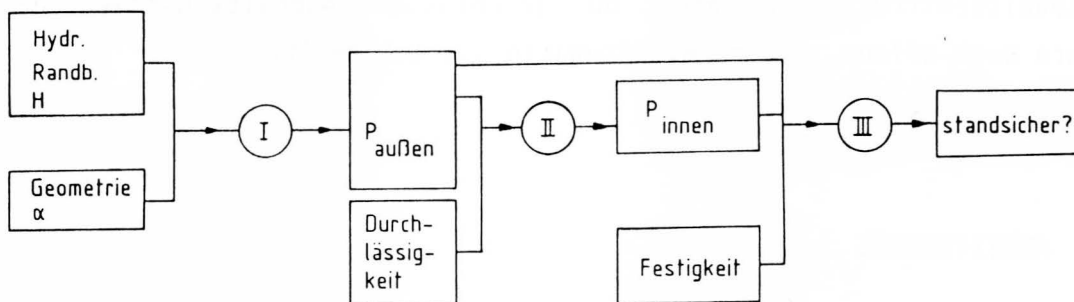 Hydr.
Randb.
H
Geometrie
α
I
P
außen
Durch-
lässig-
keit
II
P
innen
Festigkeit
III
standsicher?